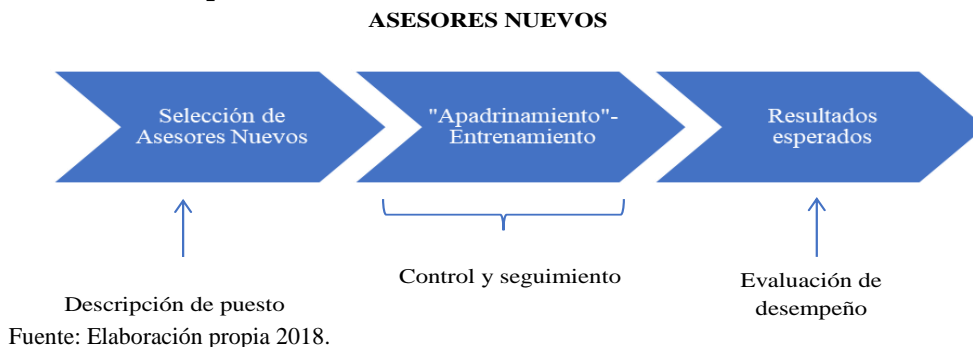 ASESORES NUEVOS
Selección de
Asesores Nuevos
"Apadrinamiento"-
Entrenamiento
Resultados
esperados
Descripción de puesto
Control y seguimiento
Evaluación de
desempeño
Fuente: Elaboración propia 2018.